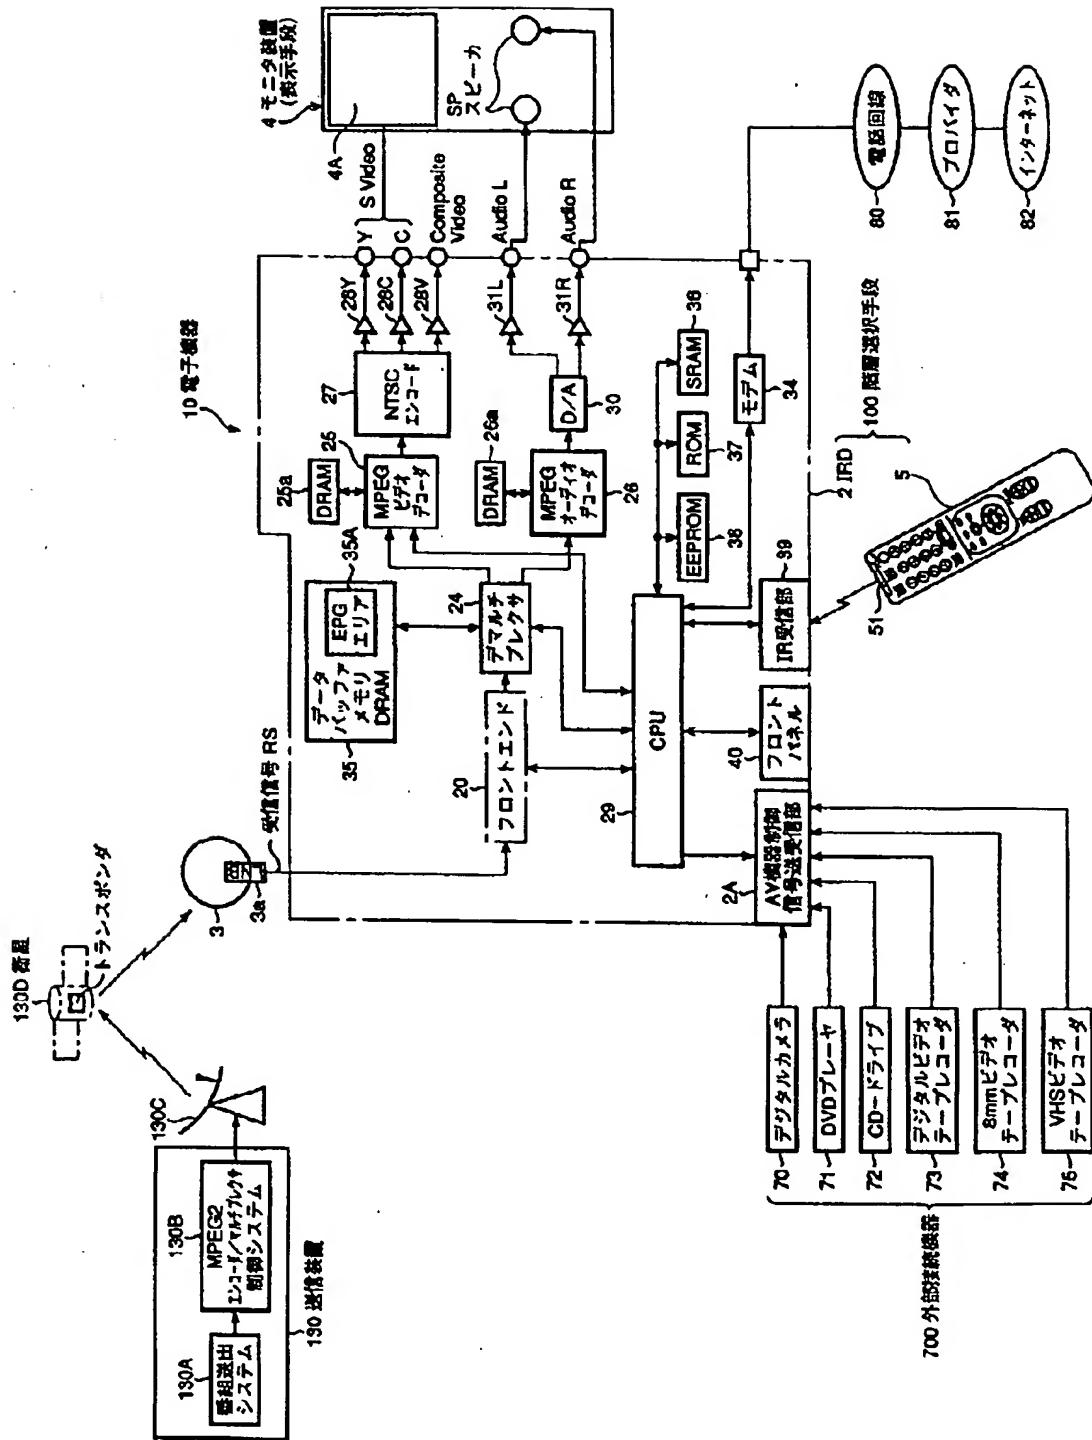 130 送信装置
130A
番組送出
システム
130B
MPEG2
エンコーダ/マルチプレクサ
制御システム
130C
130D 衛星
トランスポンダ
3
3a
受信信号 RS
10 電子機器
4 モニタ装置
(表示手段)
4A
SP
スピーカ
S Video
Y
C
Composite
Video
Audio L
Audio R
28Y
28C
28V
31L
31R
27
NTSC
エンコード
25
MPEG
ビデオ
デコーダ
25a
DRAM
26a
DRAM
MPEG
オーディオ
デコーダ
26
D/A
30
35A
EPG
エリア
データ
バッファ
メモリ
DRAM
35
24
デマルチ
プレクサ
20
フロントエンド
CPU
29
SRAM
36
ROM
37
EEPROM
38
モデム
34
IR受信部
39
フロント
パネル
40
AV機器制御
信号送受信部
2A
2 IRD
100 階層選択手段
5
51
電話回線
80
プロバイダ
81
インターネット
82
70
デジタルカメラ
71
DVDプレーヤ
72
CDードライブ
73
デジタルビデオ
テープレコーダ
74
8mmビデオ
テープレコーダ
75
VHSビデオ
テープレコーダ
700 外部接続機器